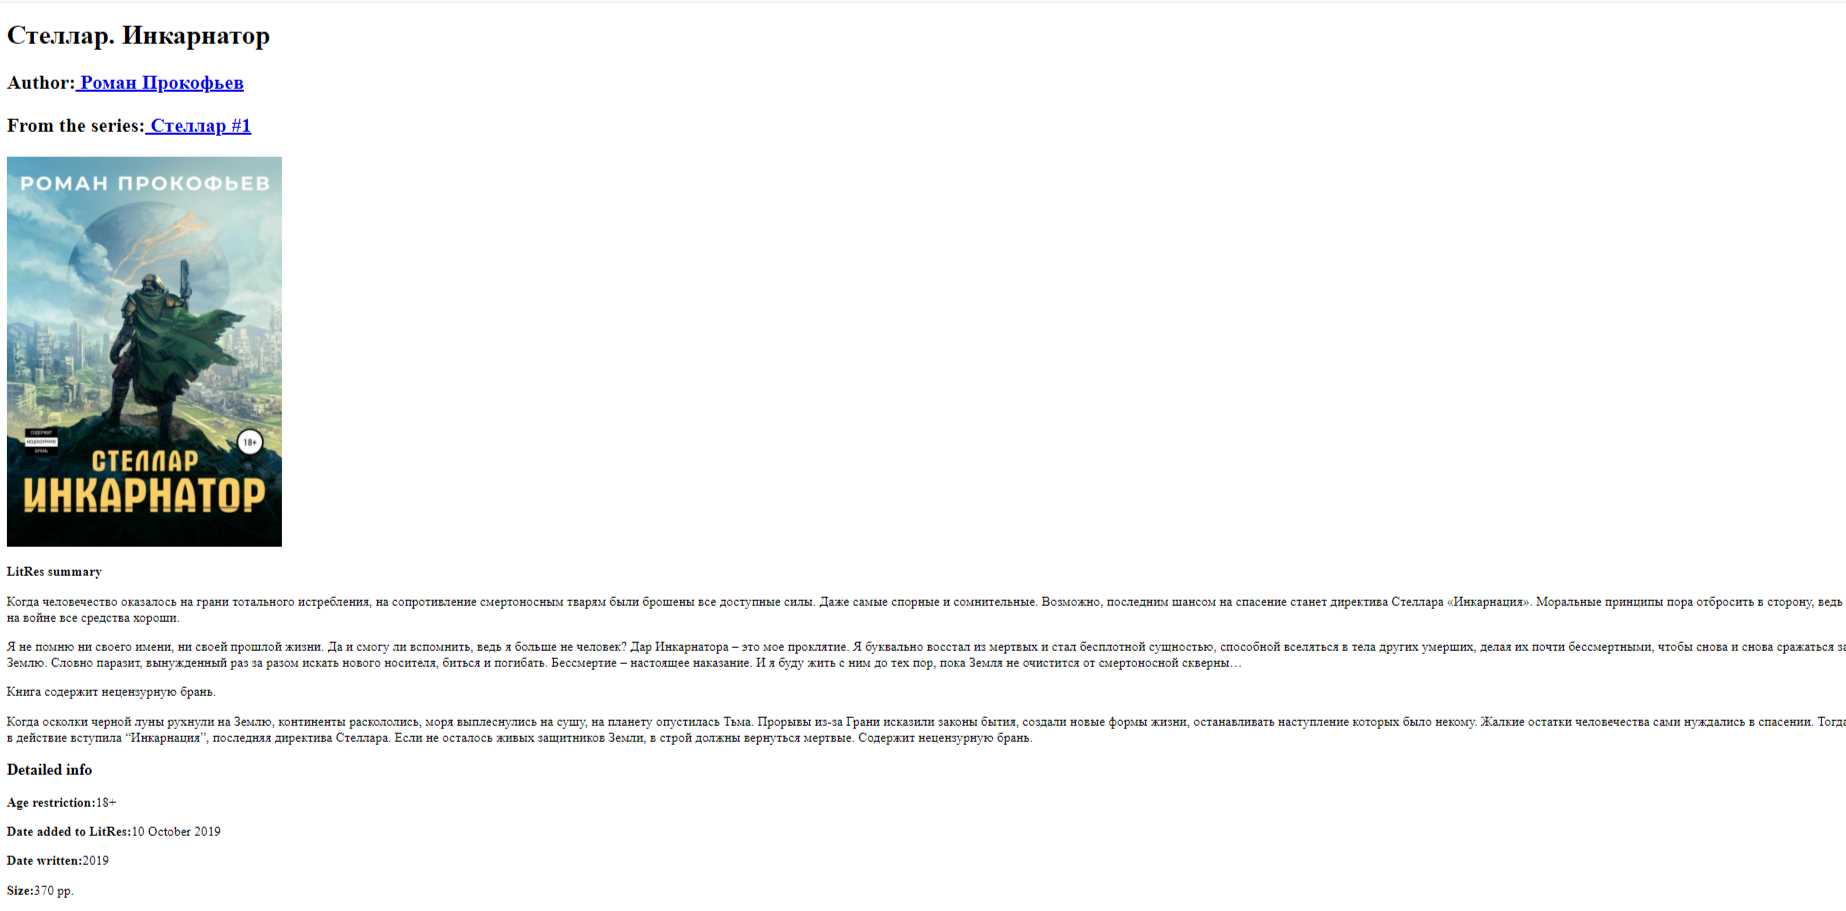 Стеллар. Инкарнатор
Author: Роман Прокофьев
From the series: Стеллар #1
РОМАН ПРОКОФЬЕВ
СОДЕРЖИТ
НЕЦЕНЗУРНУЮ
БРАНЬ
18+
СТЕЛЛАР
ИНКАРНАТОР
LitRes summary
Когда человечество оказалось на грани тотального истребления, на сопротивление смертоносным тварям были брошены все доступные силы. Даже самые спорные и сомнительные. Возможно, последним шансом на спасение станет директива Стеллара «Инкарнация». Моральные принципы пора отбросить в сторону, ведь
на войне все средства хороши.
Я не помню ни своего имени, ни своей прошлой жизни. Да и смогу ли вспомнить, ведь я больше не человек? Дар Инкарнатора – это мое проклятие. Я буквально восстал из мертвых и стал бесплотной сущностью, способной вселяться в тела других умерших, делая их почти бессмертными, чтобы снова и снова сражаться за
Землю. Словно паразит, вынужденный раз за разом искать нового носителя, биться и погибать. Бессмертие – настоящее наказание. И я буду жить с ним до тех пор, пока Земля не очистится от смертоносной скверны…
Книга содержит нецензурную брань.
Когда осколки черной луны рухнули на Землю, континенты раскололись, моря выплеснулись на сушу, на планету опустилась Тьма. Прорывы из-за Грани исказили законы бытия, создали новые формы жизни, останавливать наступление которых было некому. Жалкие остатки человечества сами нуждались в спасении. Тогда
в действие вступила “Инкарнация”, последняя директива Стеллара. Если не осталось живых защитников Земли, в строй должны вернуться мертвые. Содержит нецензурную брань.
Detailed info
Age restriction:18+
Date added to LitRes:10 October 2019
Date written:2019
Size:370 pp.